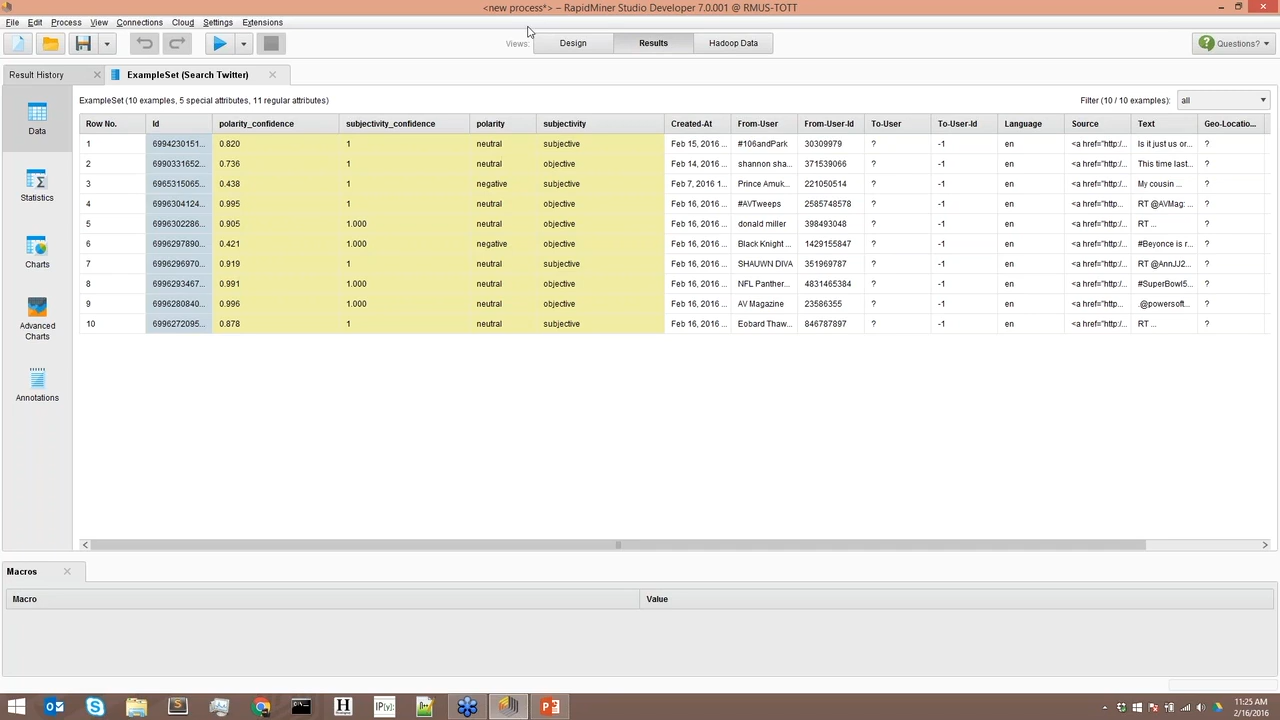 <new process*> – RapidMiner Studio Developer 7.0.001 @ RMUS-TOTT
File Edit Process View Connections Cloud Settings Extensions
Views: Design Results Hadoop Data Questions?
Result History ExampleSet (Search Twitter)
Data
Statistics
Charts
Advanced Charts
Annotations
ExampleSet (10 examples, 5 special attributes, 11 regular attributes) Filter (10 / 10 examples): all
Row No. Id polarity_confidence subjectivity_confidence polarity subjectivity Created-At From-User From-User-Id To-User To-User-Id Language Source Text Geo-Locatio...
1 6994230151... 0.820 1 neutral subjective Feb 15, 2016 ... #106andPark 30309979 ? -1 en <a href="http:/... Is it just us or... ?
2 6990331652... 0.736 1 neutral objective Feb 14, 2016 ... shannon sha... 371539066 ? -1 en <a href="http:/... This time last... ?
3 6965315065... 0.438 1 negative subjective Feb 7, 2016 1... Prince Amuk... 221050514 ? -1 en <a href="http:/... My cousin ... ?
4 6996304124... 0.995 1 neutral objective Feb 16, 2016 ... #AVTweeps 2585748578 ? -1 en <a href="http... RT @AVMag: ... ?
5 6996302286... 0.905 1.000 neutral objective Feb 16, 2016 ... donald miller 398493048 ? -1 en <a href="http:/... RT ... ?
6 6996297890... 0.421 1.000 negative objective Feb 16, 2016 ... Black Knight ... 1429155847 ? -1 en <a href="http:/... #Beyonce is r... ?
7 6996296970... 0.919 1 neutral subjective Feb 16, 2016 ... SHAUWN DIVA 351969787 ? -1 en <a href="http:/... RT @AnnJJ2... ?
8 6996293467... 0.991 1.000 neutral objective Feb 16, 2016 ... NFL Panther... 4831465384 ? -1 en <a href="http:/... #SuperBowl5... ?
9 6996280840... 0.996 1.000 neutral objective Feb 16, 2016 ... AV Magazine 23586355 ? -1 en <a href="http... .@powersoft... ?
10 6996272095... 0.878 1 neutral subjective Feb 16, 2016 ... Eobard Thaw... 846787897 ? -1 en <a href="http:/... RT ... ?
Macros
Macro Value
11:25 AM
2/16/2016